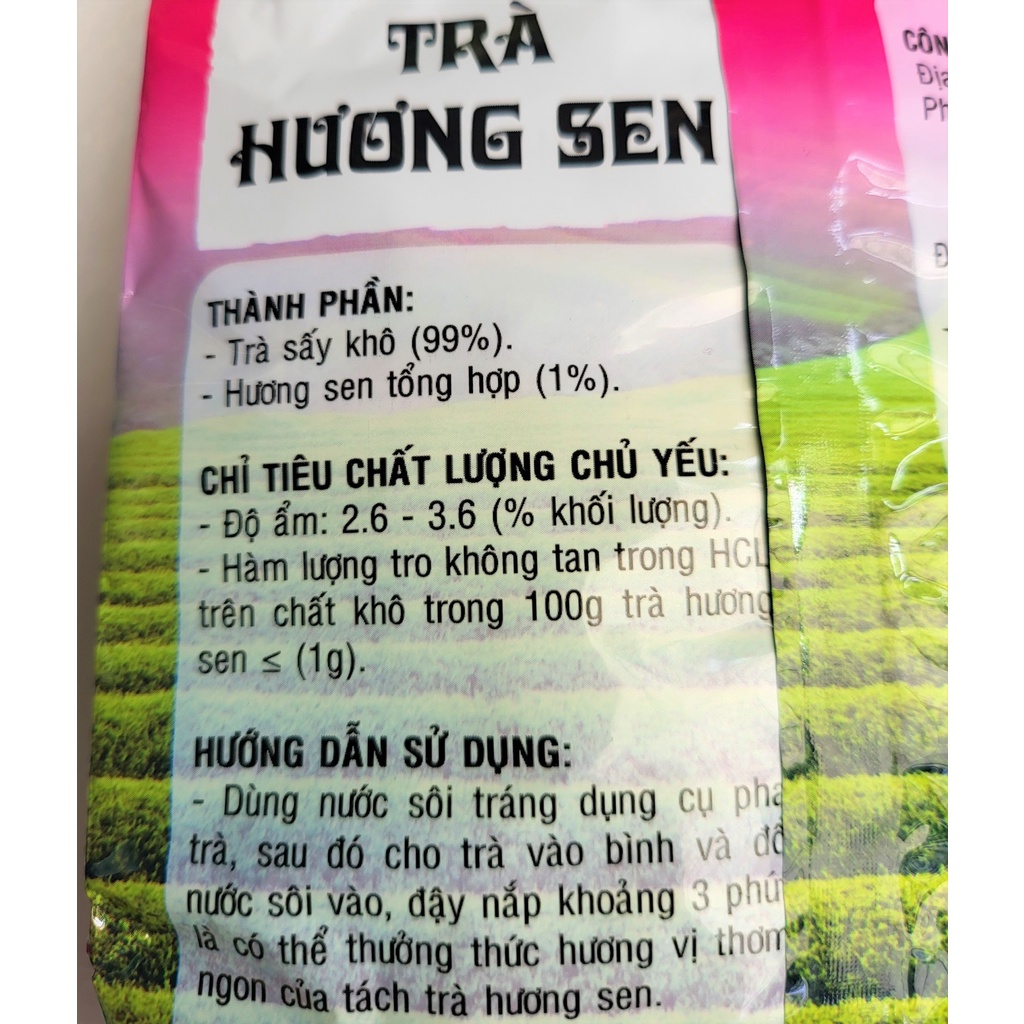 TRÀ
HƯƠNG SEN
THÀNH PHẦN:
- Trà sấy khô (99%).
- Hương sen tổng hợp (1%).
CHỈ TIÊU CHẤT LƯỢNG CHỦ YẾU:
- Độ ẩm: 2.6 - 3.6 (% khối lượng).
- Hàm lượng tro không tan trong HCL
trên chất khô trong 100g trà hương
sen ≤ (1g).
HƯỚNG DẪN SỬ DỤNG:
- Dùng nước sôi tráng dụng cụ pha
trà, sau đó cho trà vào bình và đổ
nước sôi vào, đậy nắp khoảng 3 phút
là có thể thưởng thức hương vị thơm
ngon của tách trà hương sen.